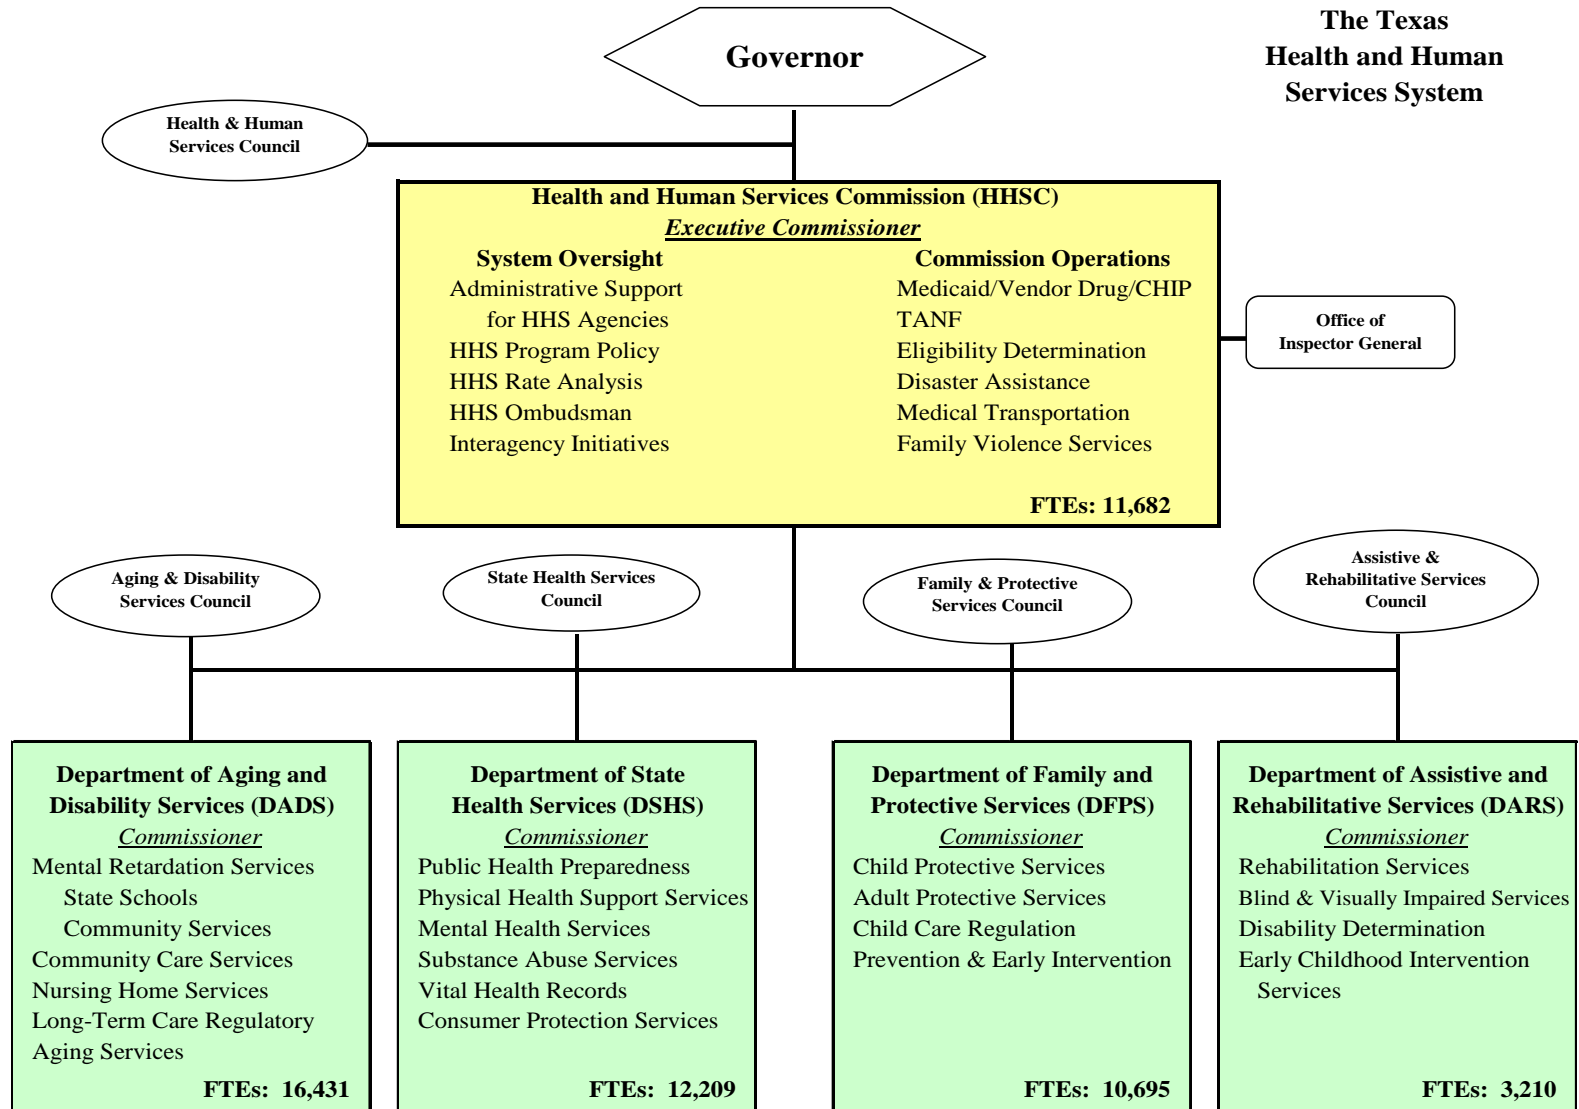 The Texas
Health and Human
Services System
Governor
Health & Human
Services Council
Health and Human Services Commission (HHSC)
Executive Commissioner
System Oversight
Administrative Support
for HHS Agencies
HHS Program Policy
HHS Rate Analysis
HHS Ombudsman
Interagency Initiatives
Commission Operations
Medicaid/Vendor Drug/CHIP
TANF
Eligibility Determination
Disaster Assistance
Medical Transportation
Family Violence Services
FTEs: 11,682
Office of
Inspector General
Aging & Disability
Services Council
State Health Services
Council
Family & Protective
Services Council
Assistive &
Rehabilitative Services
Council
Department of Aging and
Disability Services (DADS)
Commissioner
Mental Retardation Services
State Schools
Community Services
Community Care Services
Nursing Home Services
Long-Term Care Regulatory
Aging Services
FTEs: 16,431
Department of State
Health Services (DSHS)
Commissioner
Public Health Preparedness
Physical Health Support Services
Mental Health Services
Substance Abuse Services
Vital Health Records
Consumer Protection Services
FTEs: 12,209
Department of Family and
Protective Services (DFPS)
Commissioner
Child Protective Services
Adult Protective Services
Child Care Regulation
Prevention & Early Intervention
FTEs: 10,695
Department of Assistive and
Rehabilitative Services (DARS)
Commissioner
Rehabilitation Services
Blind & Visually Impaired Services
Disability Determination
Early Childhood Intervention
Services
FTEs: 3,210